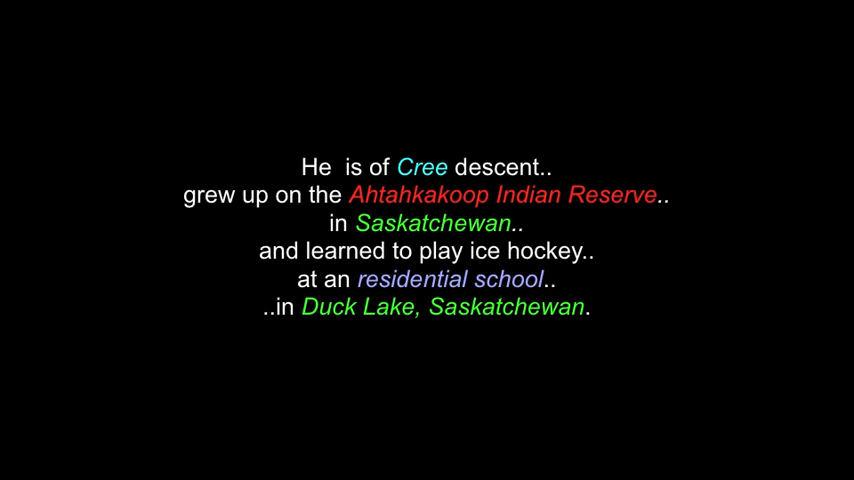 He  is of Cree descent..
grew up on the Ahtahkakoop Indian Reserve..
in Saskatchewan..
and learned to play ice hockey..
at an residential school..
..in Duck Lake, Saskatchewan.